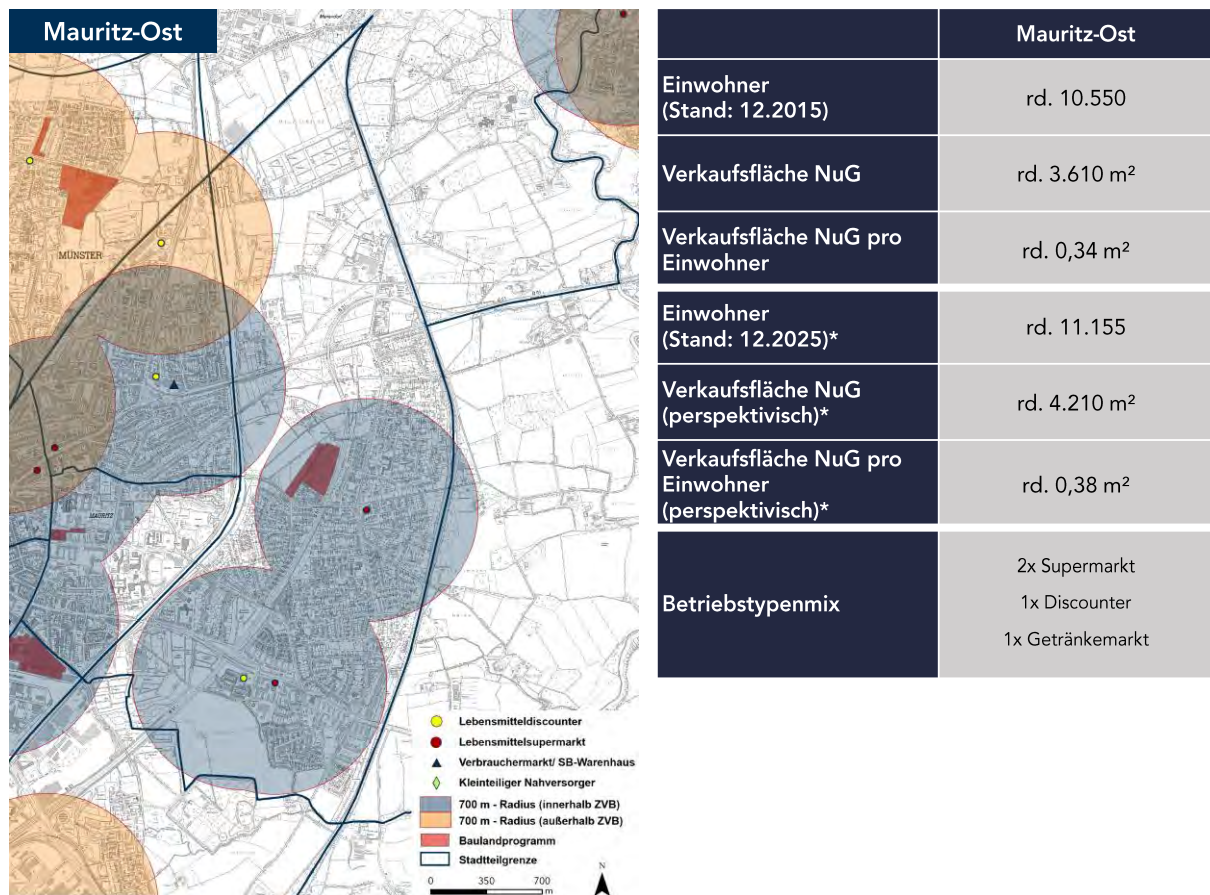 Mauritz-Ost
MÜNSTER
MAURITZ
Lebensmitteldiscounter
Lebensmittelsupermarkt
Verbrauchermarkt/ SB-Warenhaus
Kleinteiliger Nahversorger
700 m - Radius (innerhalb ZVB)
700 m - Radius (außerhalb ZVB)
Baulandprogramm
Stadtteilgrenze
0 350 700
m
N
Mauritz-Ost
Einwohner
(Stand: 12.2015)
rd. 10.550
Verkaufsfläche NuG
rd. 3.610 m²
Verkaufsfläche NuG pro
Einwohner
rd. 0,34 m²
Einwohner
(Stand: 12.2025)*
rd. 11.155
Verkaufsfläche NuG
(perspektivisch)*
rd. 4.210 m²
Verkaufsfläche NuG pro
Einwohner
(perspektivisch)*
rd. 0,38 m²
Betriebstypenmix
2x Supermarkt
1x Discounter
1x Getränkemarkt